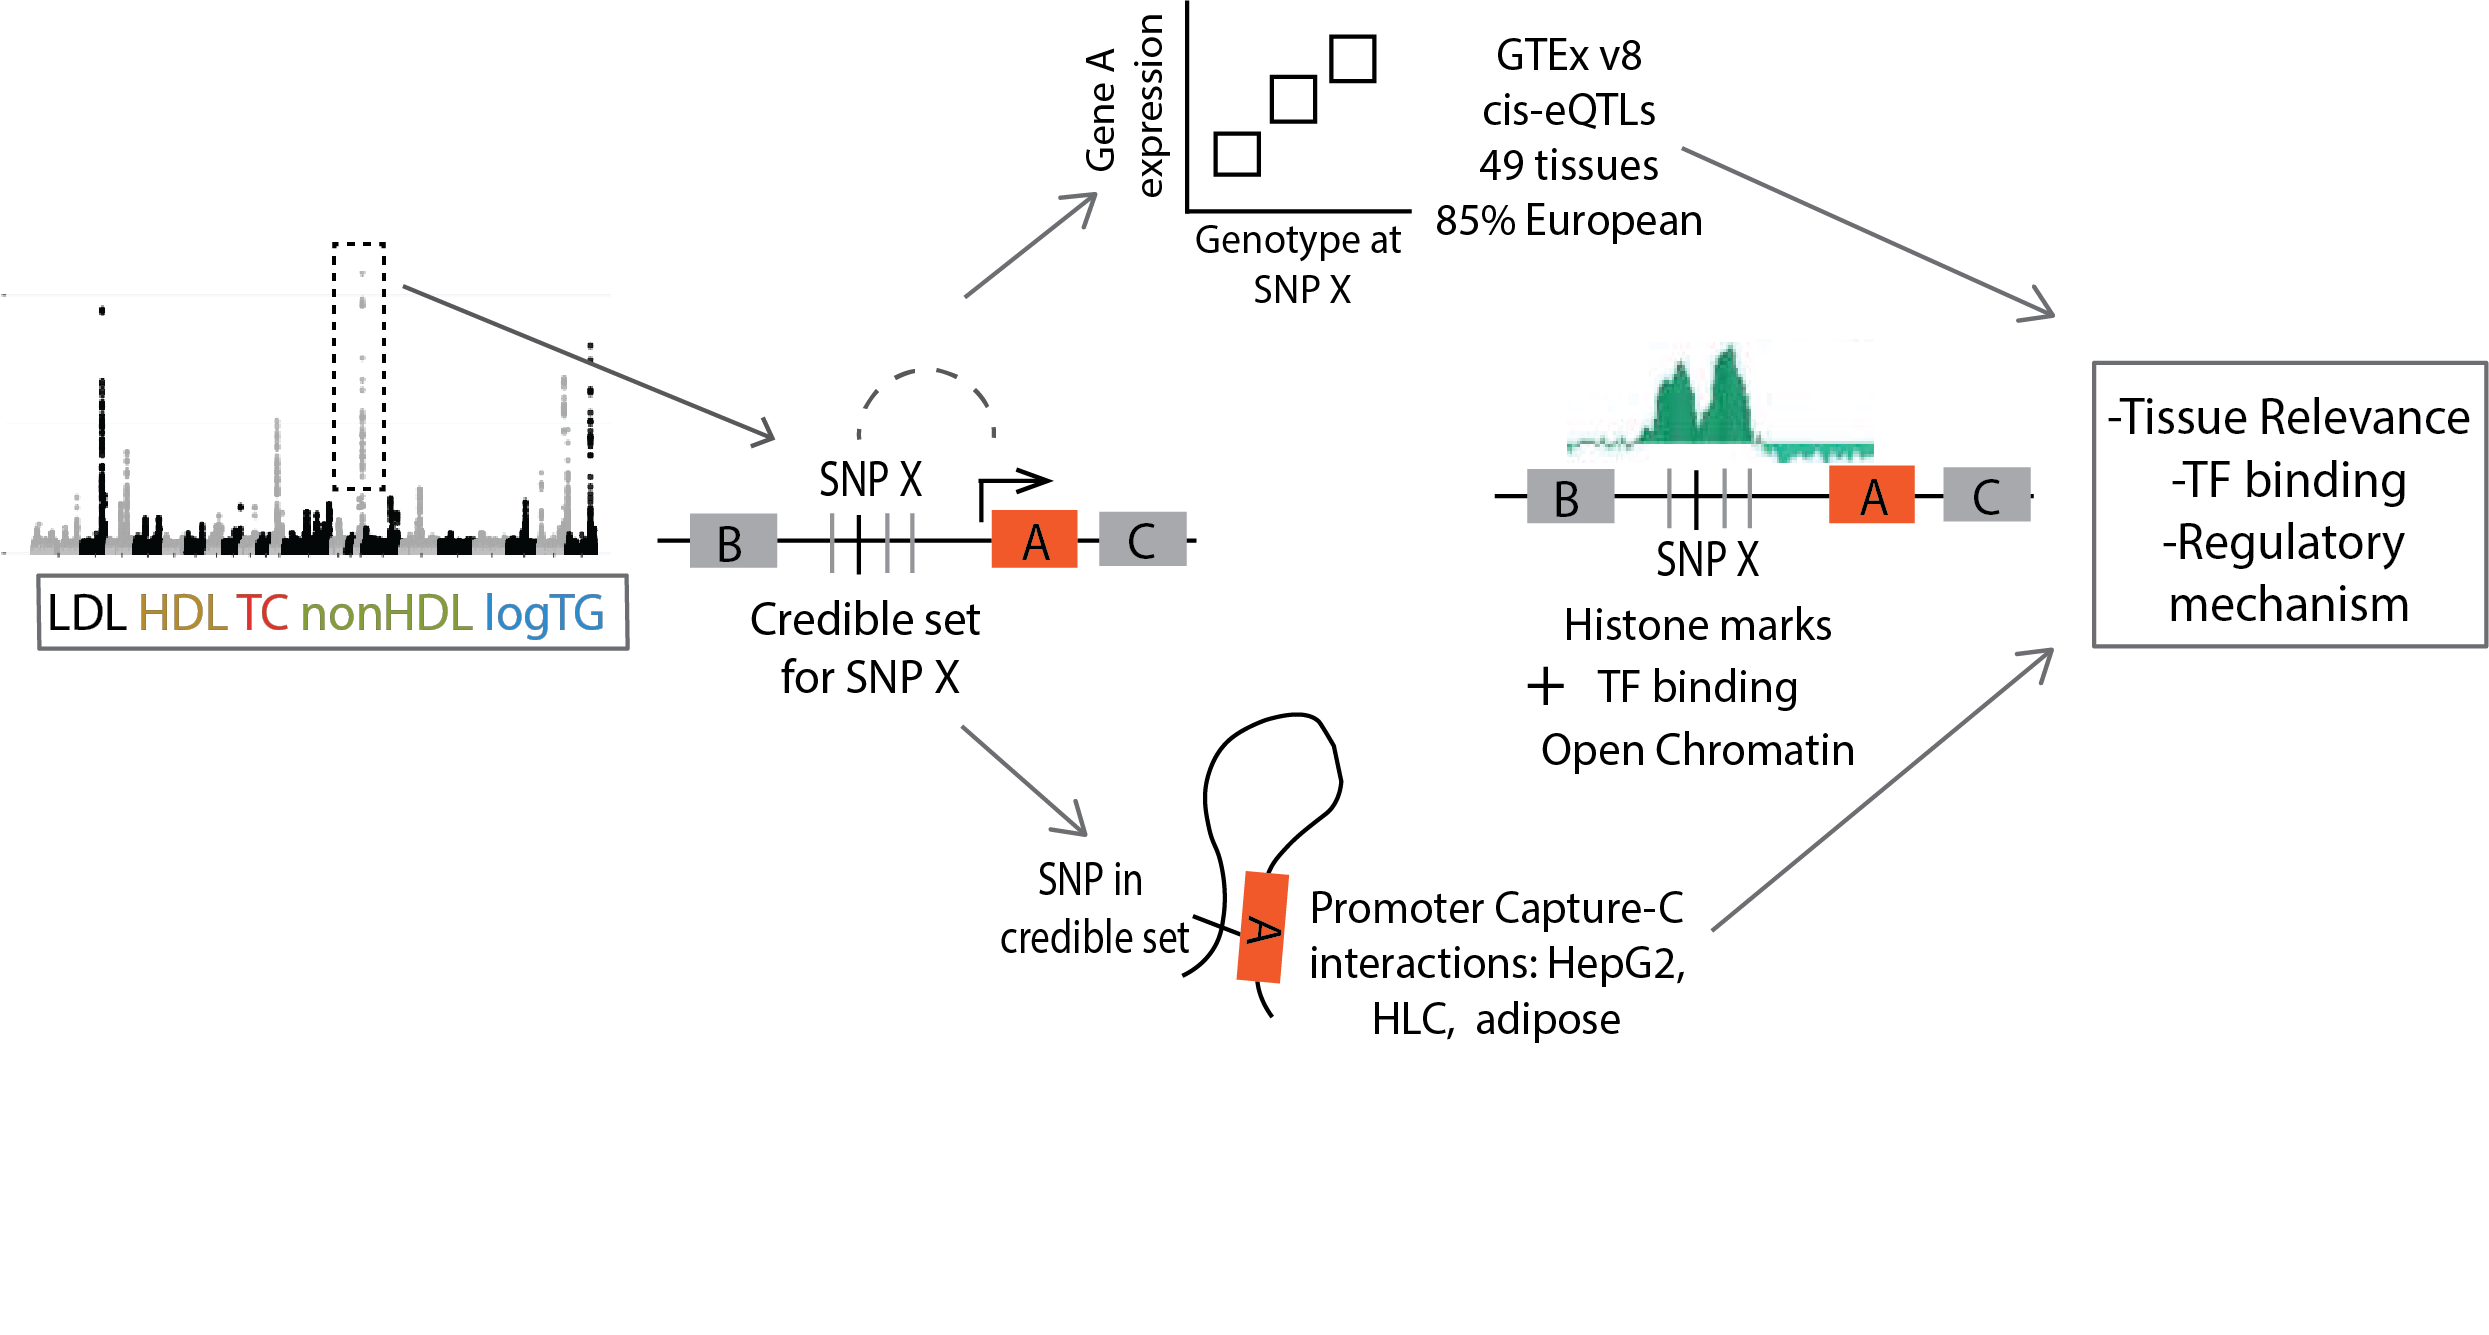 LDL HDL TC nonHDL logTG
SNP X
B
A
C
Credible set
for SNP X
Gene A
expression
Genotype at
SNP X
GTEx v8
cis-eQTLs
49 tissues
85% European
SNP in
credible set
A
Promoter Capture-C
interactions: HepG2,
HLC, adipose
B
A
C
SNP X
Histone marks
+ TF binding
Open Chromatin
-Tissue Relevance
-TF binding
-Regulatory
mechanism